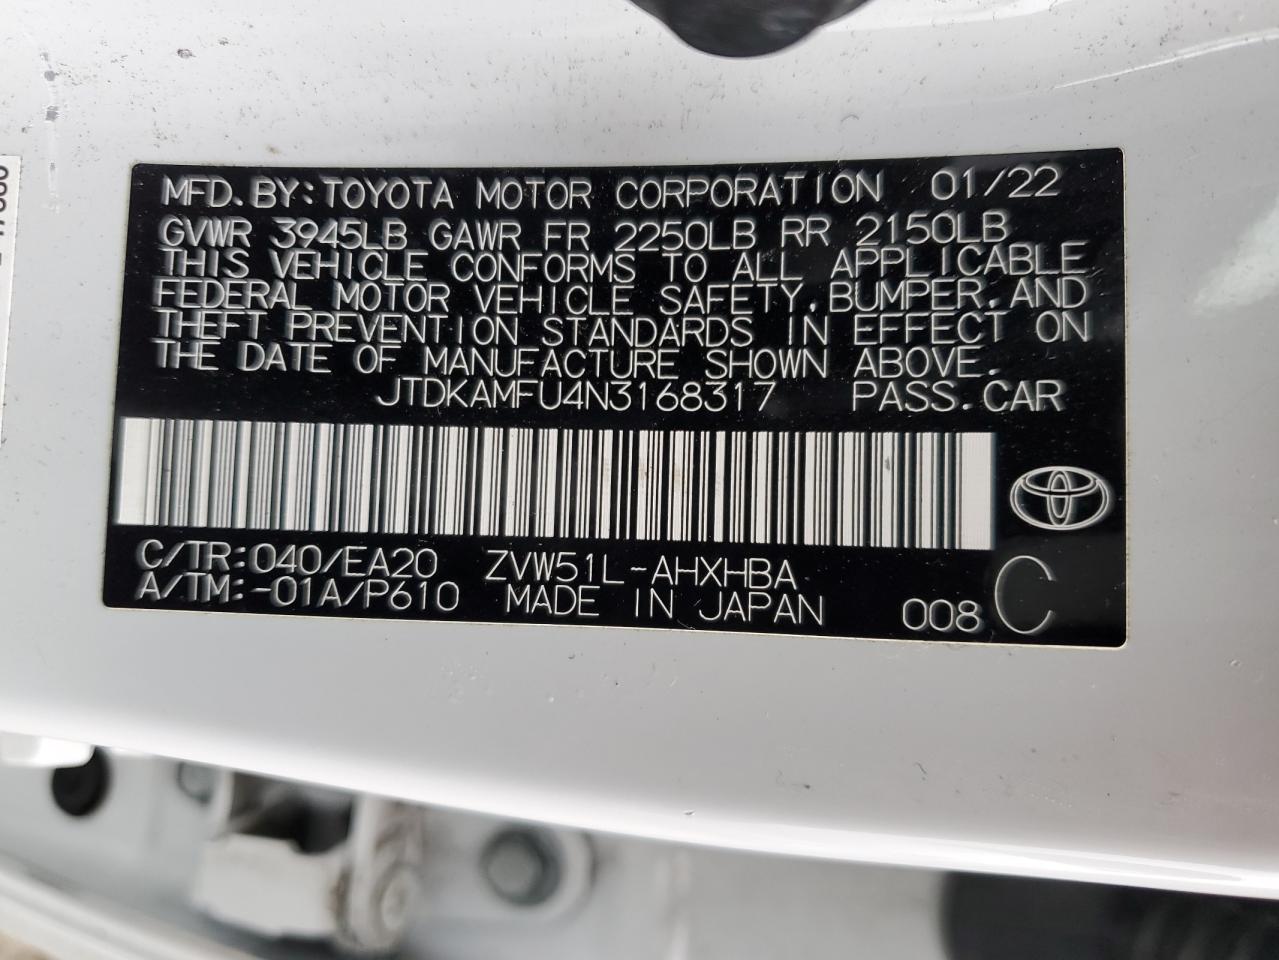 MFD.BY:TOYOTA MOTOR CORPORATION 01/22
GVWR 3945LB GAWR FR 2250LB RR 2150LB
THIS VEHICLE CONFORMS TO ALL APPLICABLE
FEDERAL MOTOR VEHICLE SAFETY,BUMPER,AND
THEFT PREVENTION STANDARDS IN EFFECT ON
THE DATE OF MANUFACTURE SHOWN ABOVE.
JTDKAMFU4N3168317 PASS.CAR
C/TR:040/EA20 ZVW51L-AHXHBA
A/TM:-01A/P610 MADE IN JAPAN 008 C